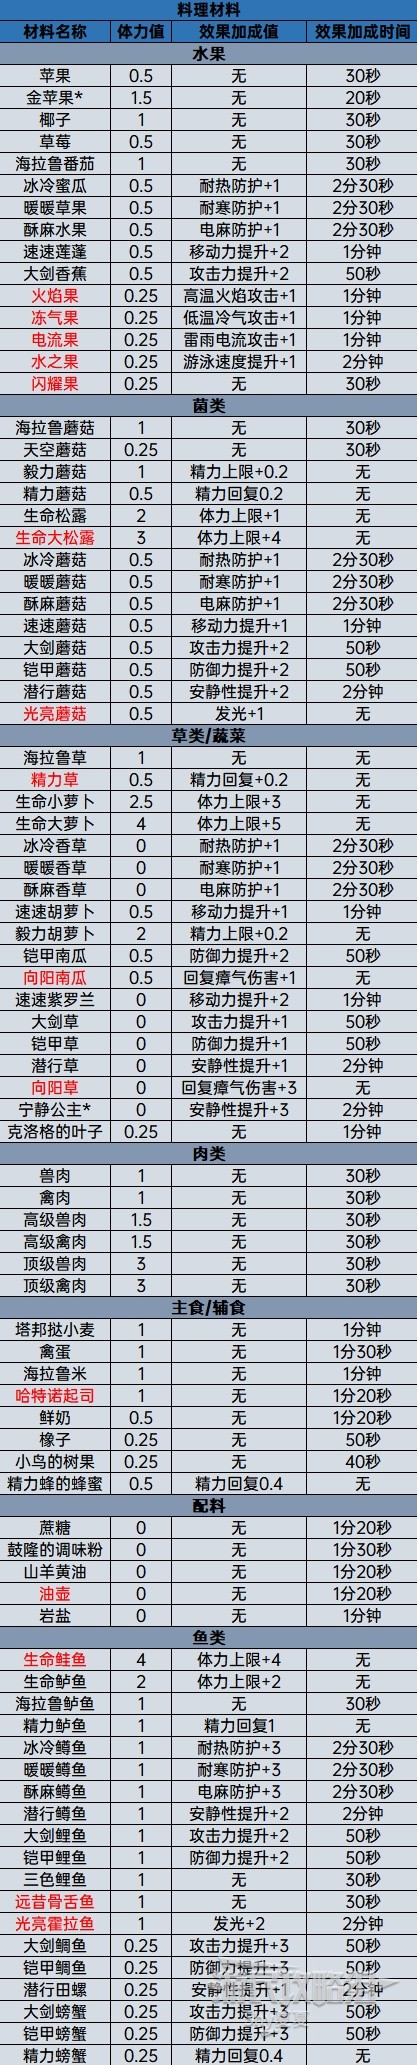 料理材料
材料名称 体力值 效果加成值 效果加成时间
水果
苹果 0.5 无 30秒
金苹果* 1.5 无 20秒
椰子 1 无 30秒
草莓 0.5 无 30秒
海拉鲁番茄 1 无 30秒
冰冷蜜瓜 0.5 耐热防护+1 2分30秒
暖暖草果 0.5 耐寒防护+1 2分30秒
酥麻水果 0.5 电麻防护+1 2分30秒
速速莲蓬 0.5 移动力提升+2 1分钟
大剑香蕉 0.5 攻击力提升+2 50秒
火焰果 0.25 高温火焰攻击+1 1分钟
冻气果 0.25 低温冷气攻击+1 1分钟
电流果 0.25 雷雨电流攻击+1 1分钟
水之果 0.25 游泳速度提升+1 2分钟
闪耀果 0.25 无 30秒
菌类
海拉鲁蘑菇 1 无 30秒
天空蘑菇 0.25 无 30秒
毅力蘑菇 1 精力上限+0.2 无
精力蘑菇 0.5 精力回复0.2 无
生命松露 2 体力上限+1 无
生命大松露 3 体力上限+4 无
冰冷蘑菇 0.5 耐热防护+1 2分30秒
暖暖蘑菇 0.5 耐寒防护+1 2分30秒
酥麻蘑菇 0.5 电麻防护+1 2分30秒
速速蘑菇 0.5 移动力提升+1 1分钟
大剑蘑菇 0.5 攻击力提升+2 50秒
铠甲蘑菇 0.5 防御力提升+2 50秒
潜行蘑菇 0.5 安静性提升+2 2分钟
光亮蘑菇 0.5 发光+1 无
草类/蔬菜
海拉鲁草 1 无 无
精力草 0.5 精力回复+0.2 无
生命小萝卜 2.5 体力上限+3 无
生命大萝卜 4 体力上限+5 无
冰冷香草 0 耐热防护+1 2分30秒
暖暖香草 0 耐寒防护+1 2分30秒
酥麻香草 0 电麻防护+1 2分30秒
速速胡萝卜 0.5 移动力提升+1 1分钟
毅力胡萝卜 2 精力上限+0.2 无
铠甲南瓜 0.5 防御力提升+2 50秒
向阳南瓜 0.5 回复瘴气伤害+1 无
速速紫罗兰 0 移动力提升+2 1分钟
大剑草 0 攻击力提升+1 50秒
铠甲草 0 防御力提升+1 50秒
潜行草 0 安静性提升+1 2分钟
向阳草 0 回复瘴气伤害+3 无
宁静公主* 0 安静性提升+3 2分钟
克洛格的叶子 0.25 无 1分钟
肉类
兽肉 1 无 30秒
禽肉 1 无 30秒
高级兽肉 1.5 无 30秒
高级禽肉 1.5 无 30秒
顶级兽肉 3 无 30秒
顶级禽肉 3 无 30秒
主食/辅食
塔邦挞小麦 1 无 1分钟
禽蛋 1 无 1分30秒
海拉鲁米 1 无 1分钟
哈特诺起司 1 无 1分20秒
鲜奶 0.5 无 1分20秒
橡子 0.25 无 50秒
小鸟的树果 0.25 无 40秒
精力蜂的蜂蜜 0.5 精力回复0.4 无
配料
蔗糖 0 无 1分20秒
鼓隆的调味粉 0 无 1分30秒
山羊黄油 0 无 1分20秒
油壶 0 无 1分20秒
岩盐 0 无 1分钟
鱼类
生命鲑鱼 4 体力上限+4 无
生命鲈鱼 2 体力上限+2 无
海拉鲁鲈鱼 1 无 30秒
精力鲈鱼 1 精力回复1 无
冰冷鳟鱼 1 耐热防护+3 2分30秒
暖暖鳟鱼 1 耐寒防护+3 2分30秒
酥麻鳟鱼 1 电麻防护+3 2分30秒
潜行鳟鱼 1 安静性提升+2 2分钟
大剑鲤鱼 1 攻击力提升+2 50秒
铠甲鲤鱼 1 防御力提升+2 50秒
三色鲤鱼 1 无 30秒
远昔骨舌鱼 1 无 30秒
光亮霍拉鱼 1 发光+2 2分钟
大剑鲷鱼 0.25 攻击力提升+3 50秒
铠甲鲷鱼 0.25 防御力提升+3 50秒
潜行田螺 0.25 安静性提升+1 2分钟
大剑螃蟹 0.25 攻击力提升+3 50秒
铠甲螃蟹 0.25 防御力提升+3 50秒
精力螃蟹 0.25 精力回复0.4 无